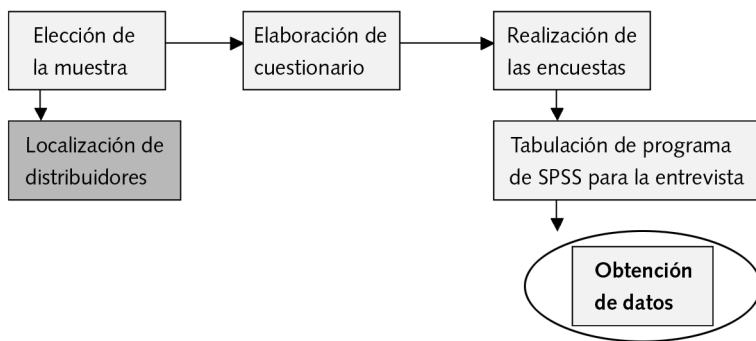 Elección de
la muestra
Elaboración de
cuestionario
Realización de
las encuestas
Localización de
distribuidores
Tabulación de programa
de SPSS para la entrevista
Obtención
de datos